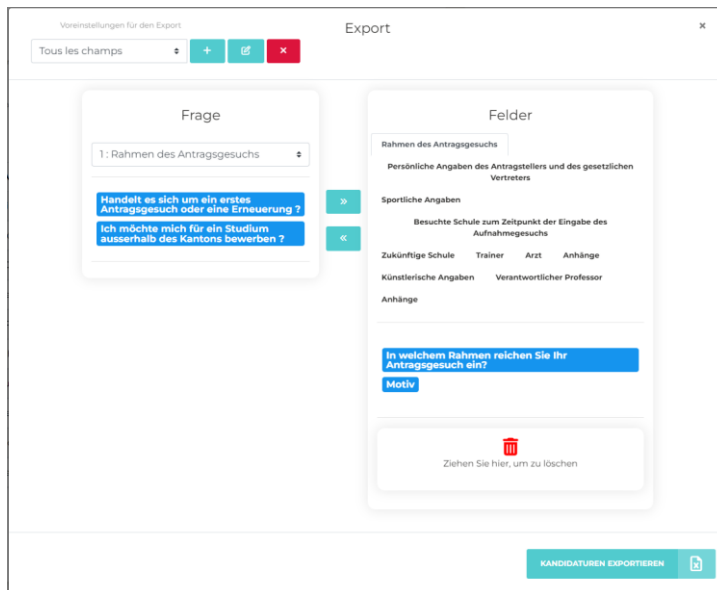 Voreinstellungen für den Export
Export
×
Tous les champs
+
×
Frage
1 : Rahmen des Antragsgesuchs
Handelt es sich um ein erstes
Antragsgesuch oder eine Erneuerung ?
Ich möchte mich für ein Studium
ausserhalb des Kantons bewerben ?
»
«
Felder
Rahmen des Antragsgesuchs
Persönliche Angaben des Antragstellers und des gesetzlichen
Vertreters
Sportliche Angaben
Besuchte Schule zum Zeitpunkt der Eingabe des
Aufnahmegesuchs
Zukünftige Schule Trainer Arzt Anhänge
Künstlerische Angaben Verantwortlicher Professor
Anhänge
In welchem Rahmen reichen Sie Ihr
Antragsgesuch ein?
Motiv
Ziehen Sie hier, um zu löschen
KANDIDATUREN EXPORTIEREN